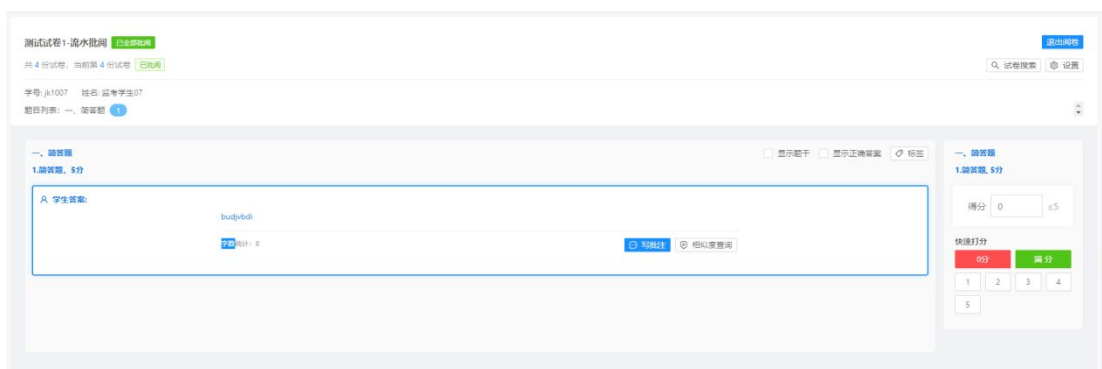 测试试卷1-流水批阅 已全部批阅 退出阅卷
共 4 份试卷，当前第 4 份试卷 已批阅 试卷搜索 设置
学号: jk1007 姓名: 监考学生07
题目列表：一、简答题 1
一、简答题 显示题干 显示正确答案 标签
1.简答题，5分
学生答案:
budjvbdi
字数统计：8 写批注 相似度查询
一、简答题
1.简答题, 5分
得分 0 ≤5
快速打分
0分 满分
1 2 3 4
5